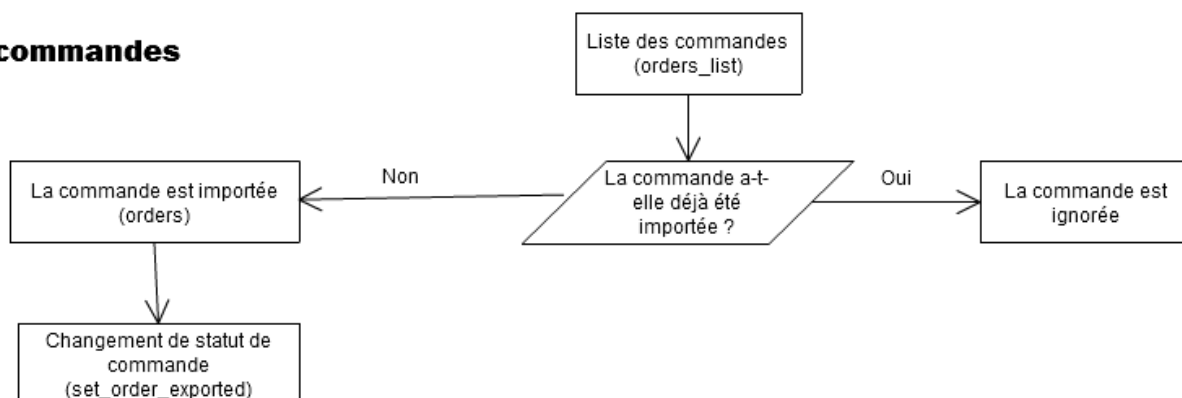 commandes
Liste des commandes
(orders_list)
La commande est importée
(orders)
Non
La commande a-t-
elle déjà été
importée ?
Oui
La commande est
ignorée
Changement de statut de
commande
(set_order_exported)